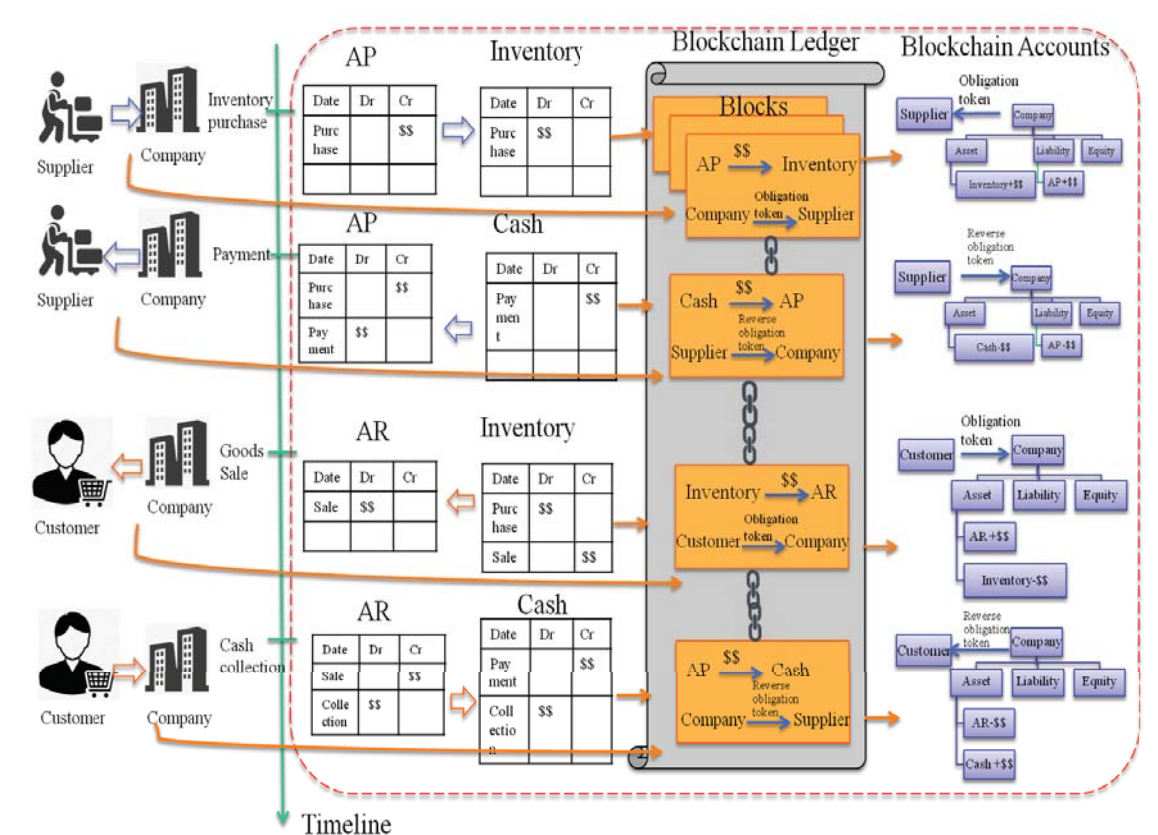 AP
Inventory
Blockchain Ledger
Blockchain Accounts
Supplier
Company
Inventory
purchase
Date Dr Cr
Purc
hase
$$
Date Dr Cr
Purc
hase
$$
Blocks
AP $$ Inventory
Company Obligation
token Supplier
Obligation
token
Supplier
Company
Asset Liability Equity
Inventory+$$ AP+$$
Supplier
Company
Payment
AP
Cash
Date Dr Cr
Purc
hase
$$
Pay
ment
$$
Date Dr Cr
Pay
men
t
$$
Cash $$ AP
Reverse
obligation
token
Supplier Company
Reverse
obligation
token
Supplier
Company
Asset Liability Equity
Cash-$$ AP-$$
Customer
Company
Goods
Sale
AR
Inventory
Date Dr Cr
Sale $$
Date Dr Cr
Purc
hase
$$
Sale $$
Inventory $$ AR
Obligation
token
Customer Company
Obligation
token
Customer
Company
Asset Liability Equity
AR+$$
Inventory-$$
Customer
Company
Cash
collection
AR
Cash
Date Dr Cr
Sale $$
Colle
ction
$$
Date Dr Cr
Pay
ment
$$
Coll
ectio
n
$$
AP $$ Cash
Reverse
obligation
token
Company Supplier
Reverse
obligation
token
Customer
Company
Asset Liability Equity
AR-$$
Cash +$$
Timeline